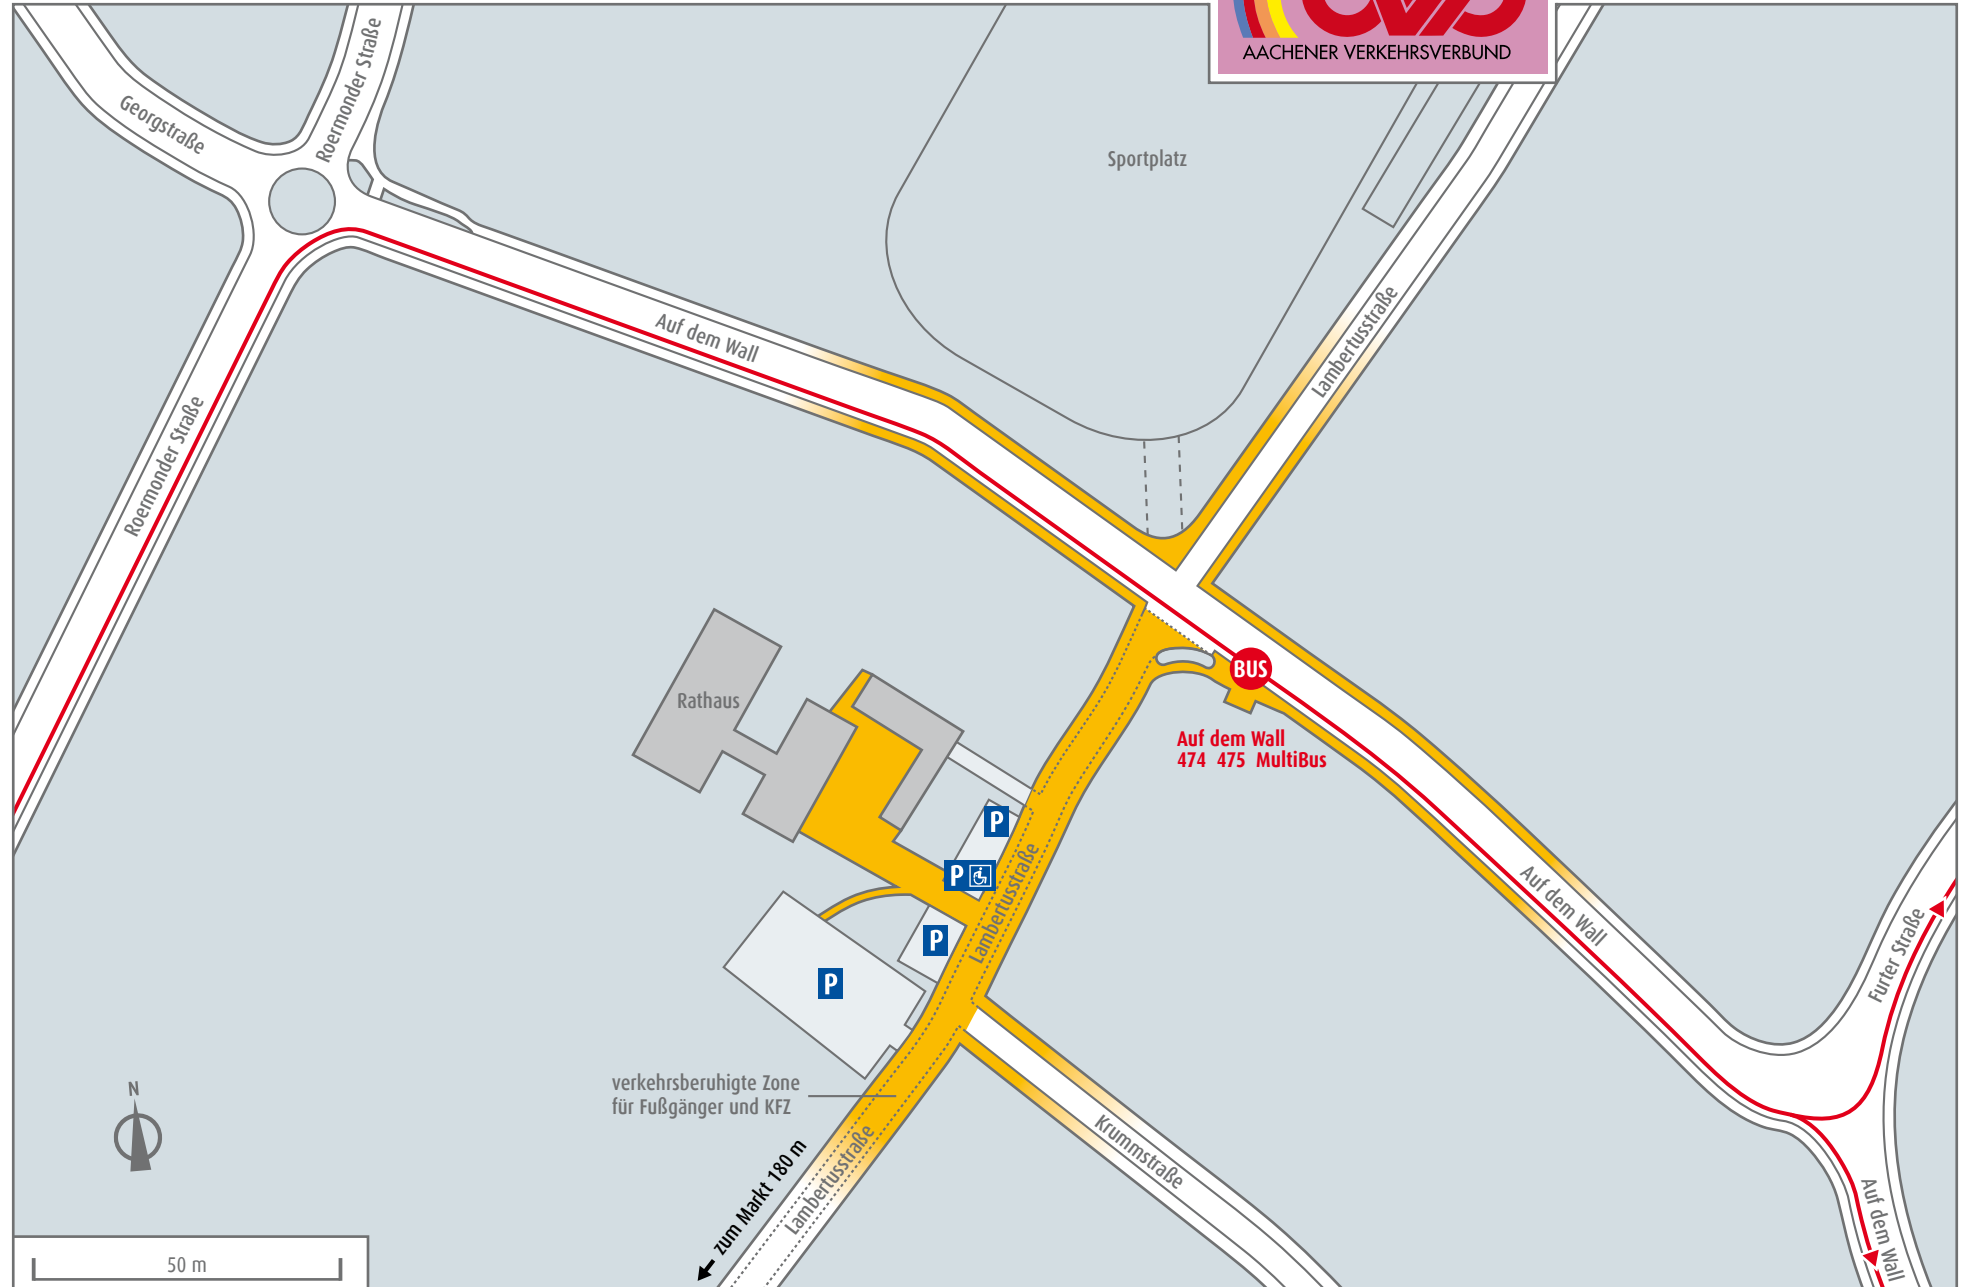 AACHENER VERKEHRSVERBUND
Georgstraße
Roermonder Straße
Sportplatz
Auf dem Wall
Lambertusstraße
Roermonder Straße
Rathaus
BUS
Auf dem Wall
474 475 MultiBus
P
P
Lambertusstraße
P
P
Auf dem Wall
Furter Straße
verkehrsberuhigte Zone
für Fußgänger und KFZ
N
Krummstraße
Lambertusstraße
zum Markt 180 m
Auf dem Wall
50 m